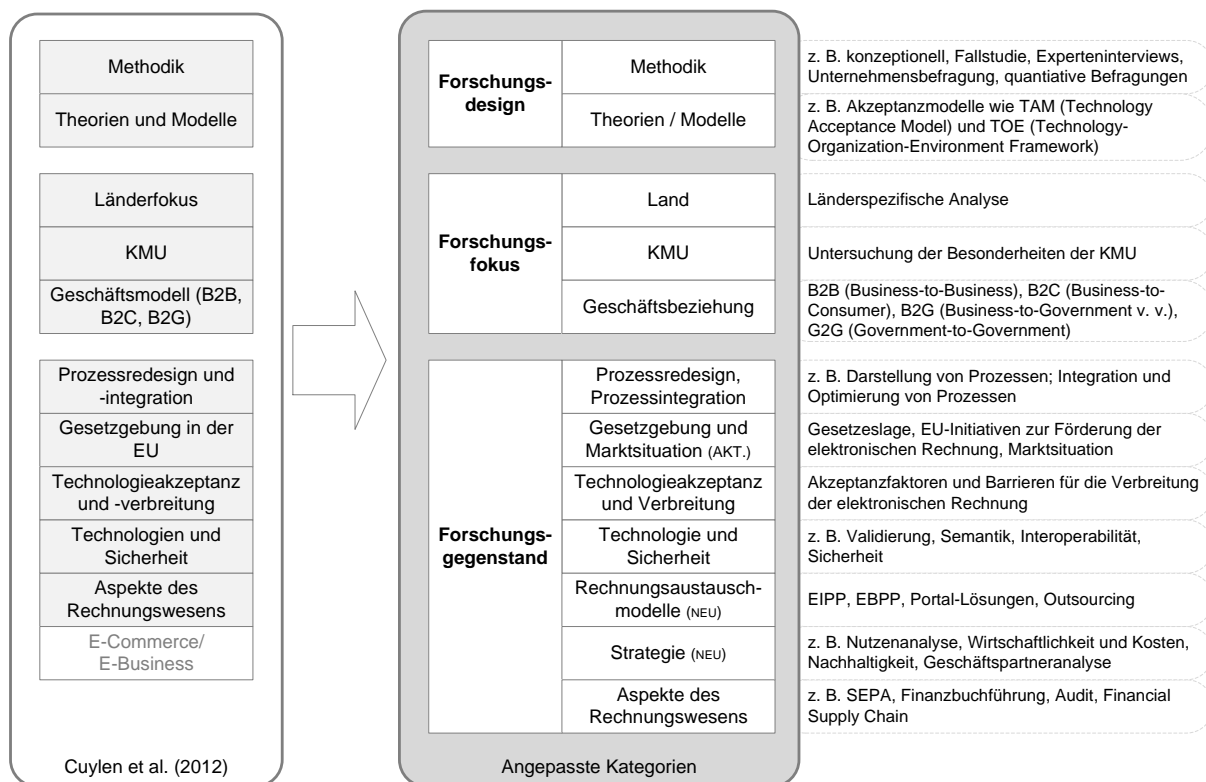 Methodik
Theorien und Modelle
Länderfokus
KMU
Geschäftsmodell (B2B,
B2C, B2G)
Prozessredesign und
-integration
Gesetzgebung in der
EU
Technologieakzeptanz
und -verbreitung
Technologien und
Sicherheit
Aspekte des
Rechnungswesens
E-Commerce/
E-Business
Cuylen et al. (2012)
Forschungs-
design
Methodik
z. B. konzeptionell, Fallstudie, Experteninterviews,
Unternehmensbefragung, quantiative Befragungen
Theorien / Modelle
z. B. Akzeptanzmodelle wie TAM (Technology
Acceptance Model) und TOE (Technology-
Organization-Environment Framework)
Forschungs-
fokus
Land
Länderspezifische Analyse
KMU
Untersuchung der Besonderheiten der KMU
Geschäftsbeziehung
B2B (Business-to-Business), B2C (Business-to-
Consumer), B2G (Business-to-Government v. v.),
G2G (Government-to-Government)
Forschungs-
gegenstand
Prozessredesign,
Prozessintegration
z. B. Darstellung von Prozessen; Integration und
Optimierung von Prozessen
Gesetzgebung und
Marktsituation (AKT.)
Gesetzeslage, EU-Initiativen zur Förderung der
elektronischen Rechnung, Marktsituation
Technologieakzeptanz
und Verbreitung
Akzeptanzfaktoren und Barrieren für die Verbreitung
der elektronischen Rechnung
Technologie und
Sicherheit
z. B. Validierung, Semantik, Interoperabilität,
Sicherheit
Rechnungsaustausch-
modelle (NEU)
EIPP, EBPP, Portal-Lösungen, Outsourcing
Strategie (NEU)
z. B. Nutzenanalyse, Wirtschaftlichkeit und Kosten,
Nachhaltigkeit, Geschäftspartneranalyse
Aspekte des
Rechnungswesens
z. B. SEPA, Finanzbuchführung, Audit, Financial
Supply Chain
Angepasste Kategorien